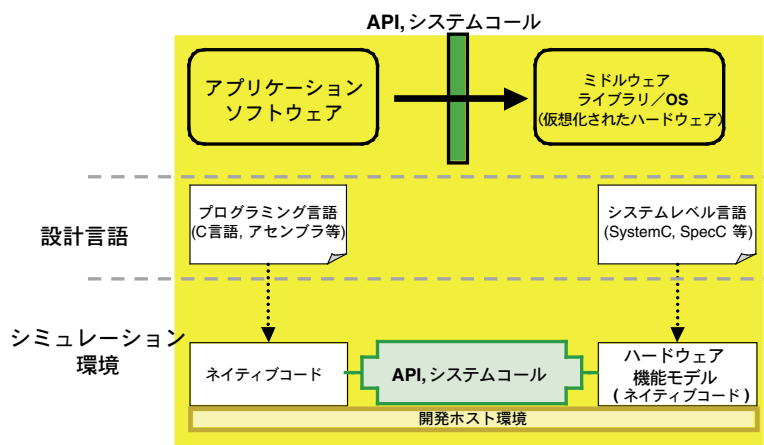 API,システムコール
アプリケーション
ソフトウェア
ミドルウェア
ライブラリ／OS
(仮想化されたハードウェア)
設計言語
プログラミング言語
(C言語, アセンブラ等)
システムレベル言語
(SystemC, SpecC 等)
シミュレーション
環境
ネイティブコード
API,システムコール
ハードウェア
機能モデル
( ネイティブコード)
開発ホスト環境